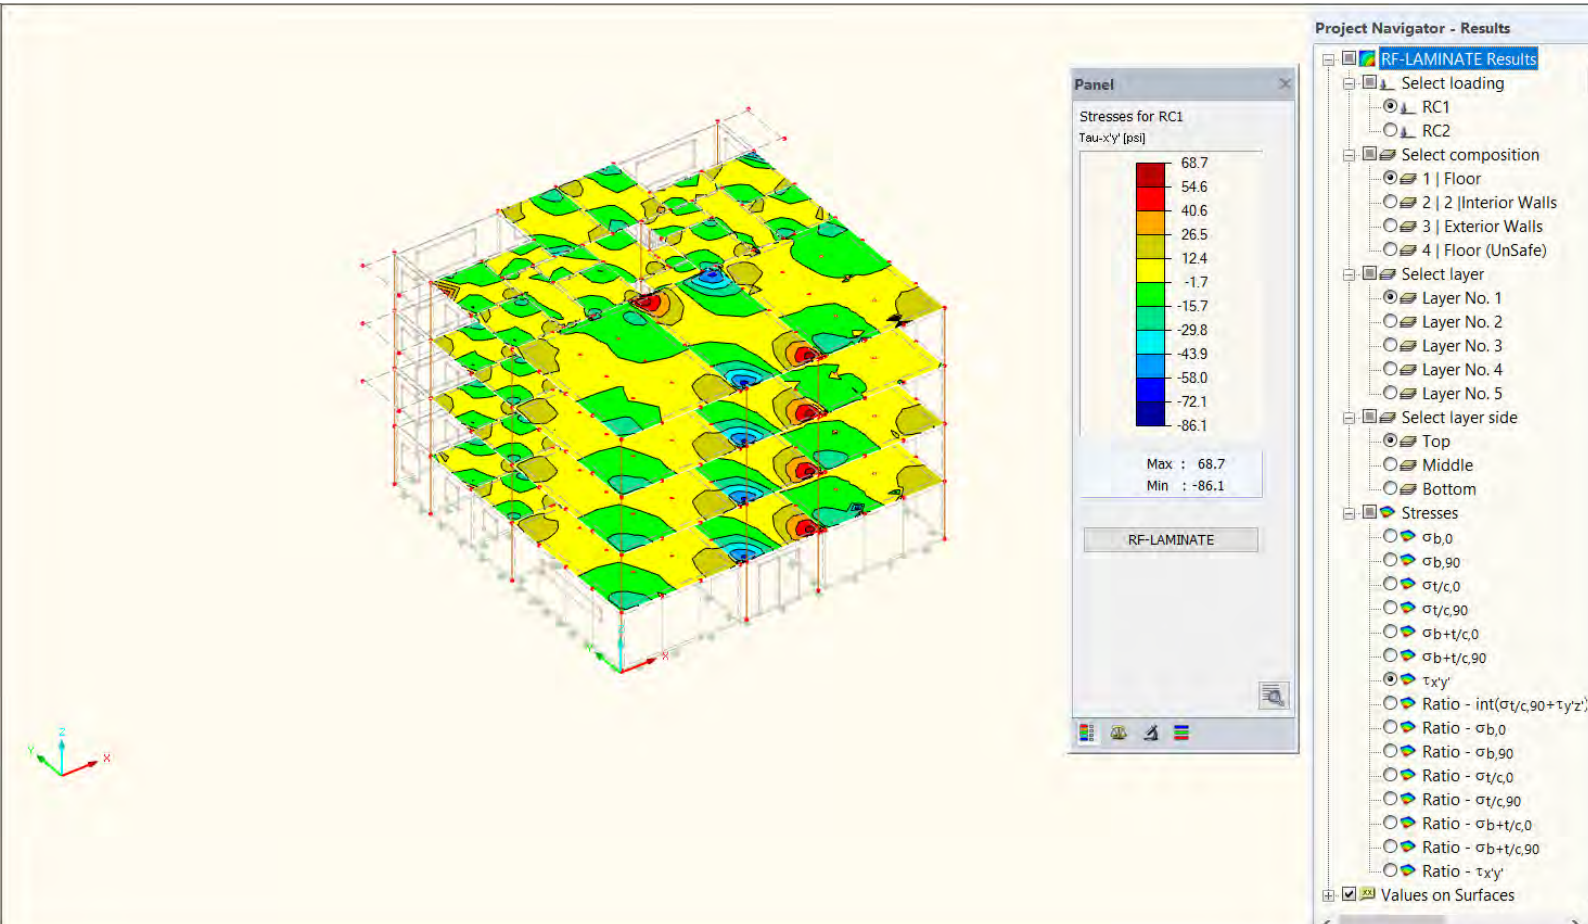 Project Navigator - Results
RF-LAMINATE Results
Select loading
RC1
RC2
Select composition
1 | Floor
2 | 2 |Interior Walls
3 | Exterior Walls
4 | Floor (UnSafe)
Select layer
Layer No. 1
Layer No. 2
Layer No. 3
Layer No. 4
Layer No. 5
Select layer side
Top
Middle
Bottom
Stresses
σb,0
σb,90
σt/c,0
σt/c,90
σb+t/c,0
σb+t/c,90
τx'y'
Ratio - int(σt/c,90+τy'z')
Ratio - σb,0
Ratio - σb,90
Ratio - σt/c,0
Ratio - σt/c,90
Ratio - σb+t/c,0
Ratio - σb+t/c,90
Ratio - τx'y'
xx Values on Surfaces
Panel
Stresses for RC1
Tau-x'y' [psi]
68.7
54.6
40.6
26.5
12.4
-1.7
-15.7
-29.8
-43.9
-58.0
-72.1
-86.1
Max : 68.7
Min : -86.1
RF-LAMINATE
Z
Y
X
X